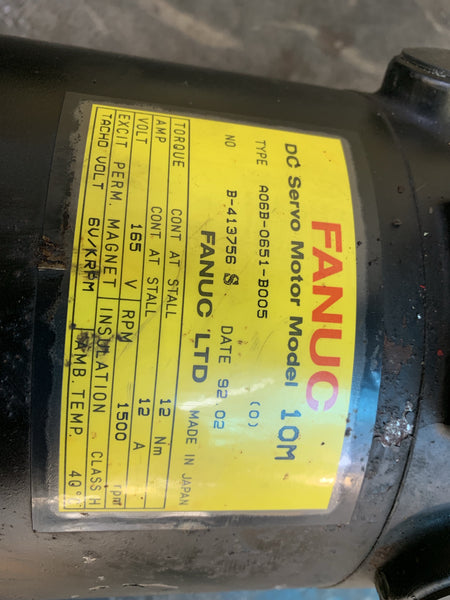 FANUC
DC Servo Motor Model 10M
TYPE A06B-0651-B005 (0)
NO B-413756 S DATE 92.02
FANUC LTD MADE IN JAPAN
TORQUE CONT AT STALL 12 Nm
AMP CONT AT STALL 12 A
VOLT 165 V RPM 1500 rpm
EXCIT PERM. MAGNET INSULATION CLASS H
TACHO VOLT 6V/KRPM AMB. TEMP. 40°